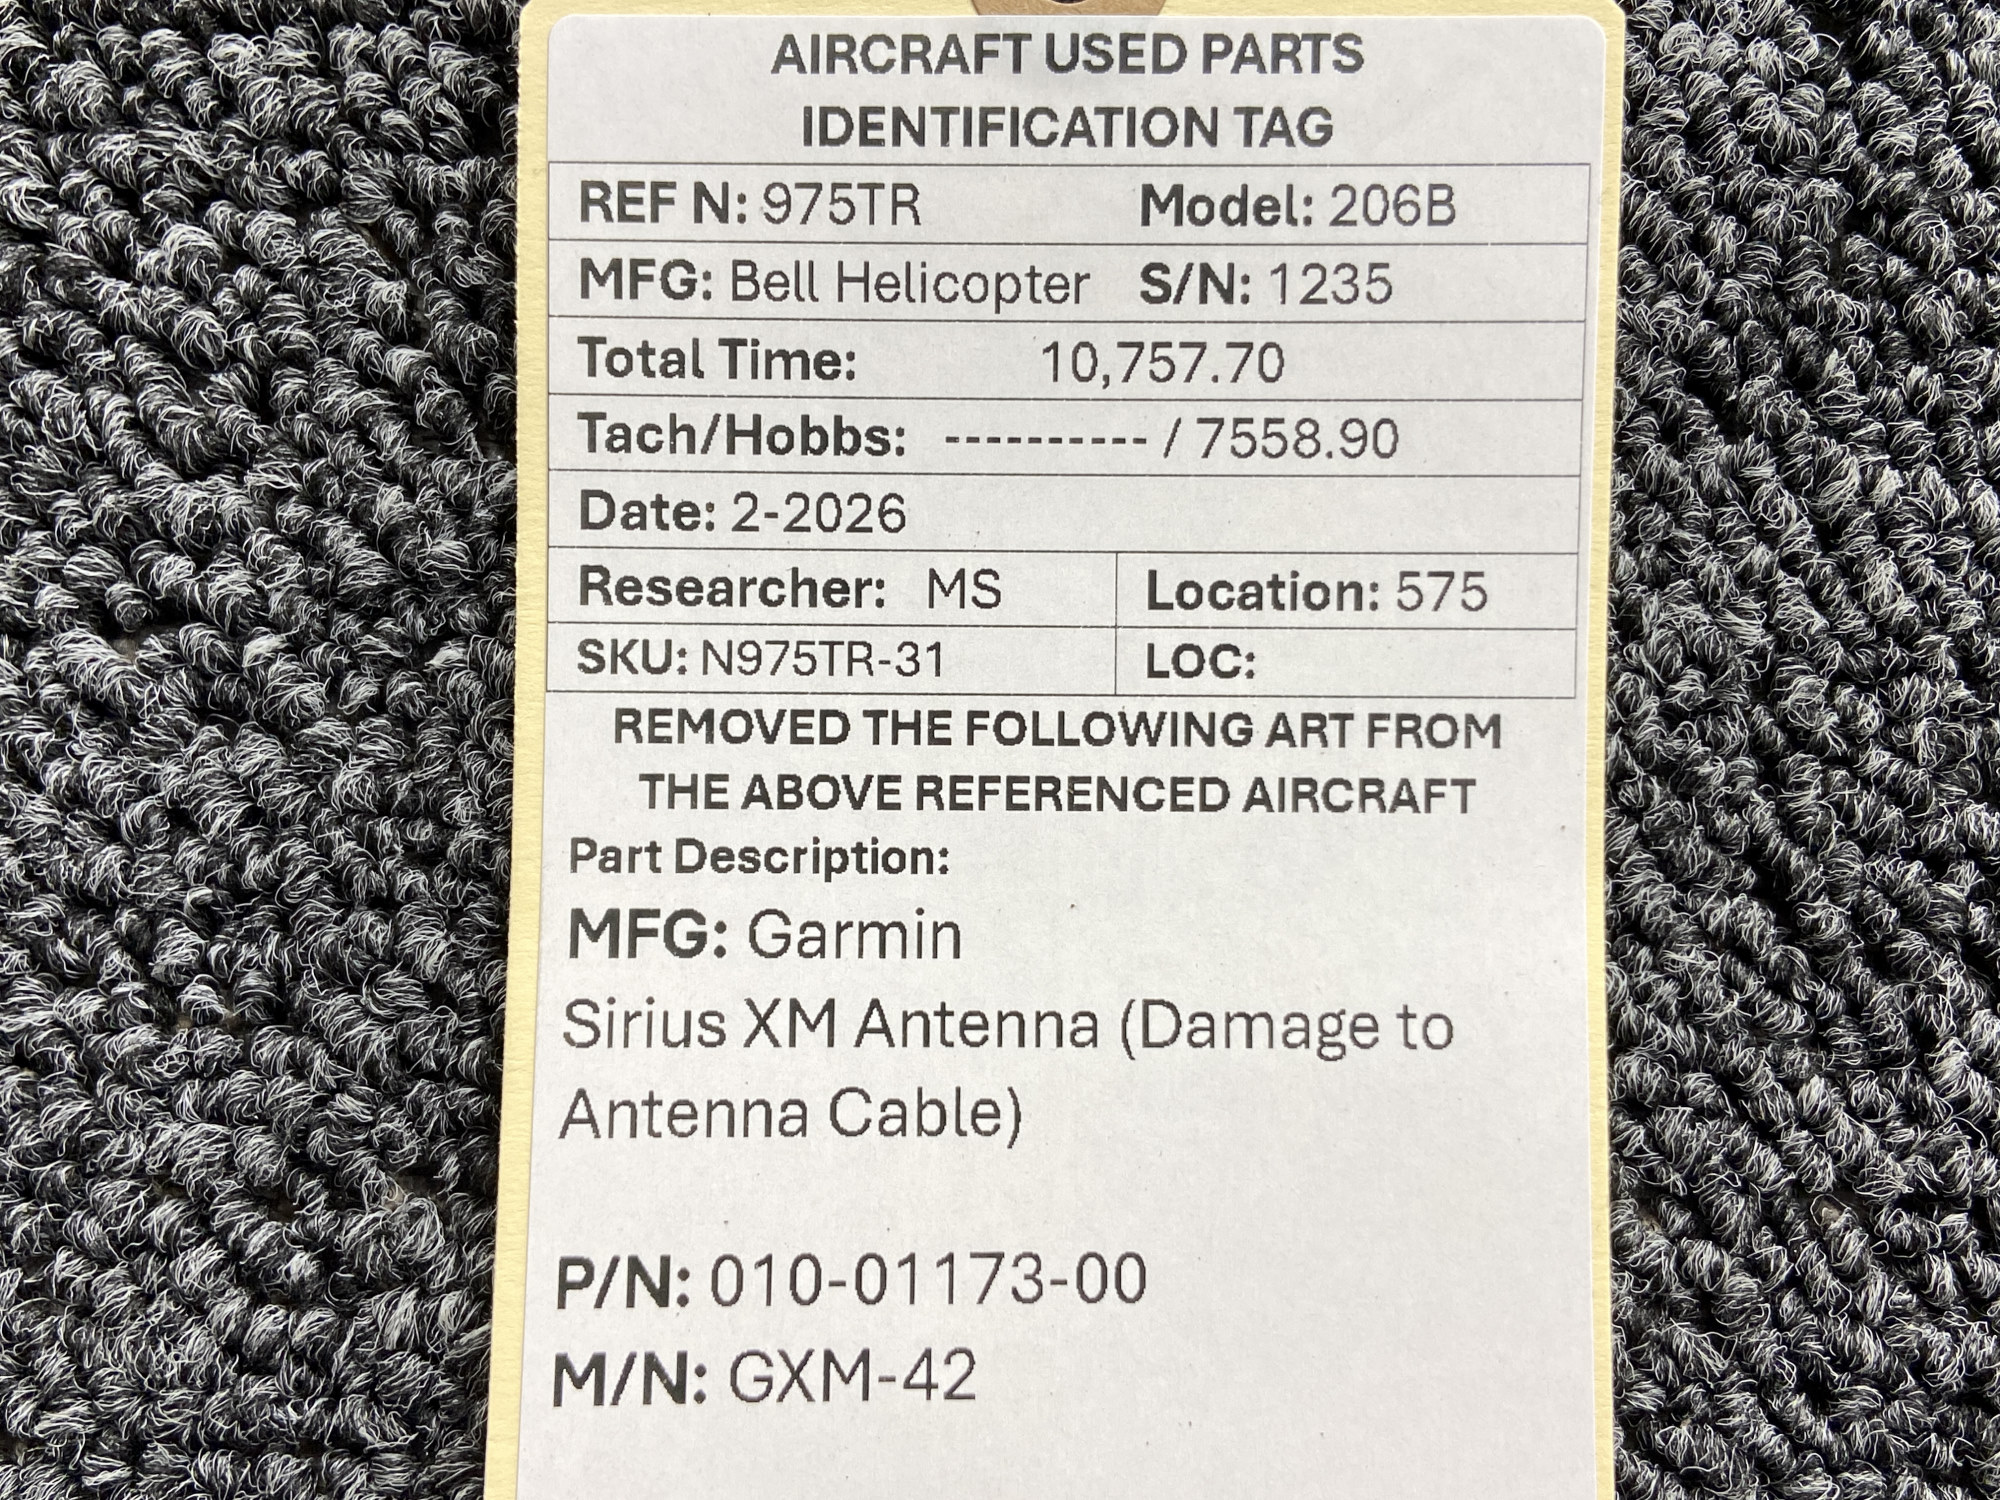 AIRCRAFT USED PARTS
IDENTIFICATION TAG
REF N: 975TR Model: 206B
MFG: Bell Helicopter S/N: 1235
Total Time: 10,757.70
Tach/Hobbs: ---------- / 7558.90
Date: 2-2026
Researcher: MS Location: 575
SKU: N975TR-31 LOC:
REMOVED THE FOLLOWING ART FROM
THE ABOVE REFERENCED AIRCRAFT
Part Description:
MFG: Garmin
Sirius XM Antenna (Damage to
Antenna Cable)
P/N: 010-01173-00
M/N: GXM-42